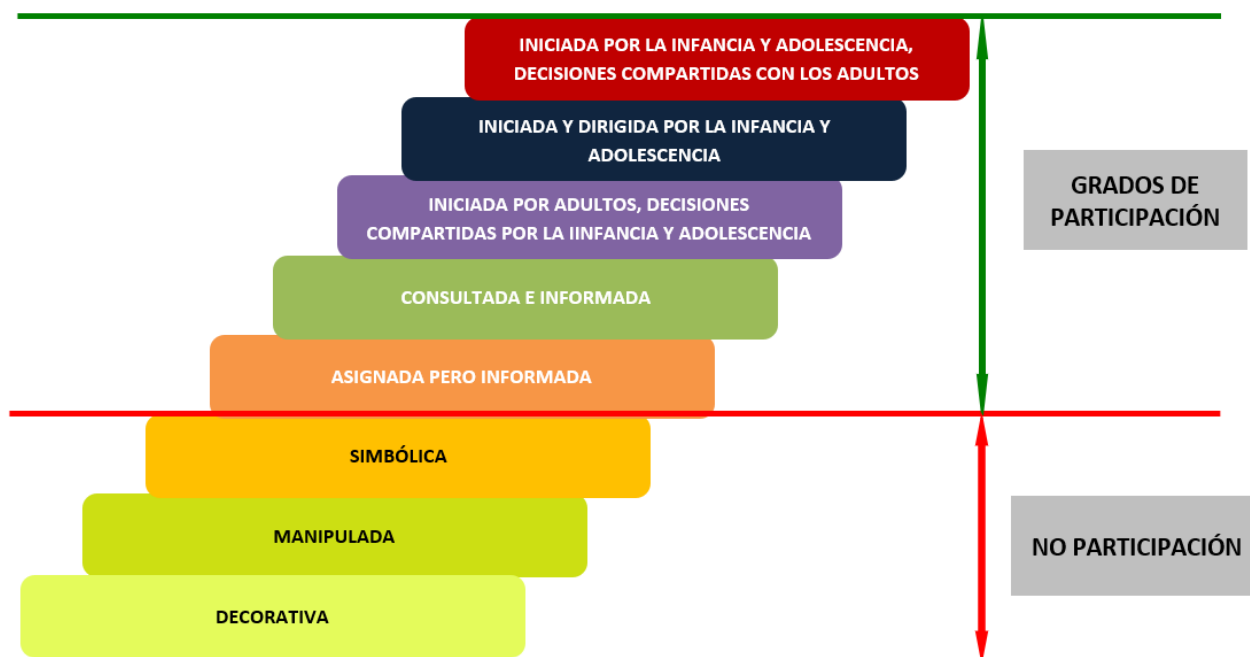 INICIADA POR LA INFANCIA Y ADOLESCENCIA,
DECISIONES COMPARTIDAS CON LOS ADULTOS
INICIADA Y DIRIGIDA POR LA INFANCIA Y
ADOLESCENCIA
INICIADA POR ADULTOS, DECISIONES
COMPARTIDAS POR LA IINFANCIA Y ADOLESCENCIA
CONSULTADA E INFORMADA
ASIGNADA PERO INFORMADA
SIMBÓLICA
MANIPULADA
DECORATIVA
GRADOS DE
PARTICIPACIÓN
NO PARTICIPACIÓN